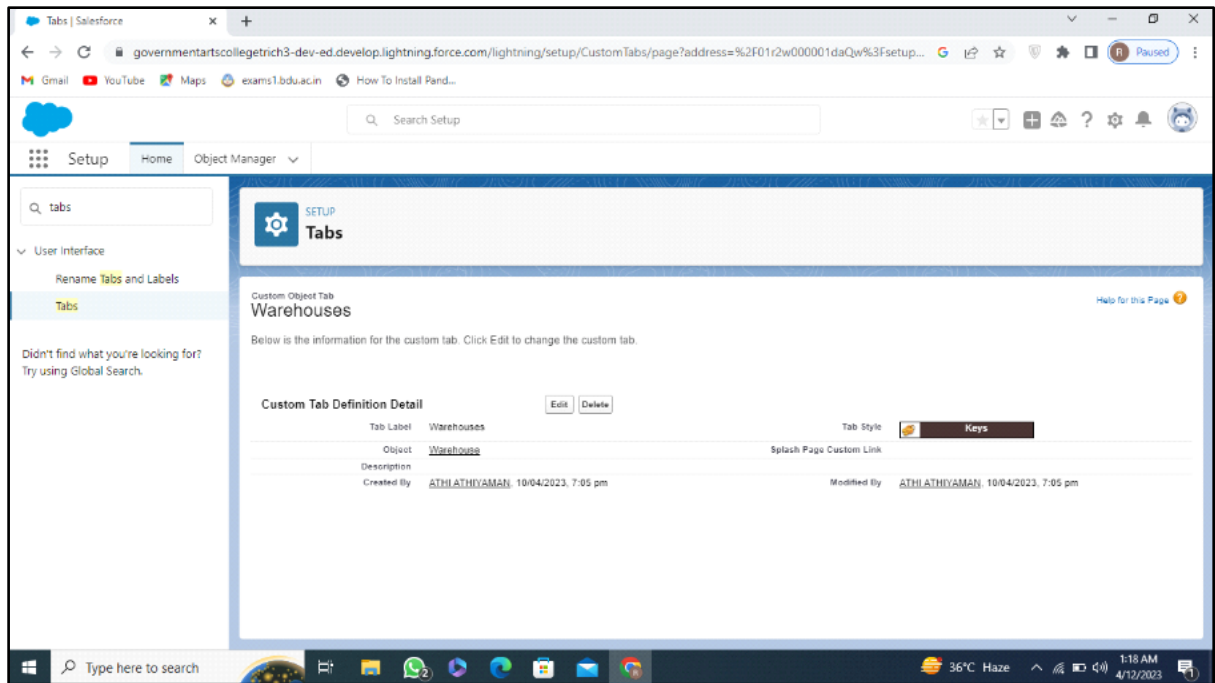 Tabs | Salesforce
governmentartscollegetrich3-dev-ed.develop.lightning.force.com/lightning/setup/CustomTabs/page?address=%2F01r2w000001daQw%3Fsetup...
G
R Paused
Gmail YouTube Maps exams1.bdu.ac.in How To Install Pand...
Search Setup
Setup Home Object Manager
tabs
User Interface
Rename Tabs and Labels
Tabs
Didn't find what you're looking for?
Try using Global Search.
SETUP
Tabs
Custom Object Tab
Warehouses
Help for this Page
Below is the information for the custom tab. Click Edit to change the custom tab.
Custom Tab Definition Detail Edit Delete
Tab Label Warehouses Tab Style Keys
Object Warehouse Splash Page Custom Link
Description
Created By ATHI ATHIYAMAN, 10/04/2023, 7:05 pm Modified By ATHI ATHIYAMAN, 10/04/2023, 7:05 pm
Type here to search
2
36°C Haze
1:18 AM
4/12/2023
1